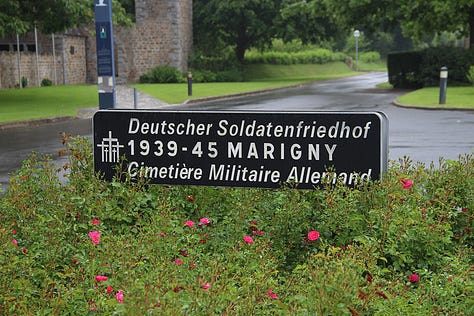 Deutscher Soldatenfriedhof
1939-45 MARIGNY
Cimetière Militaire Allemand